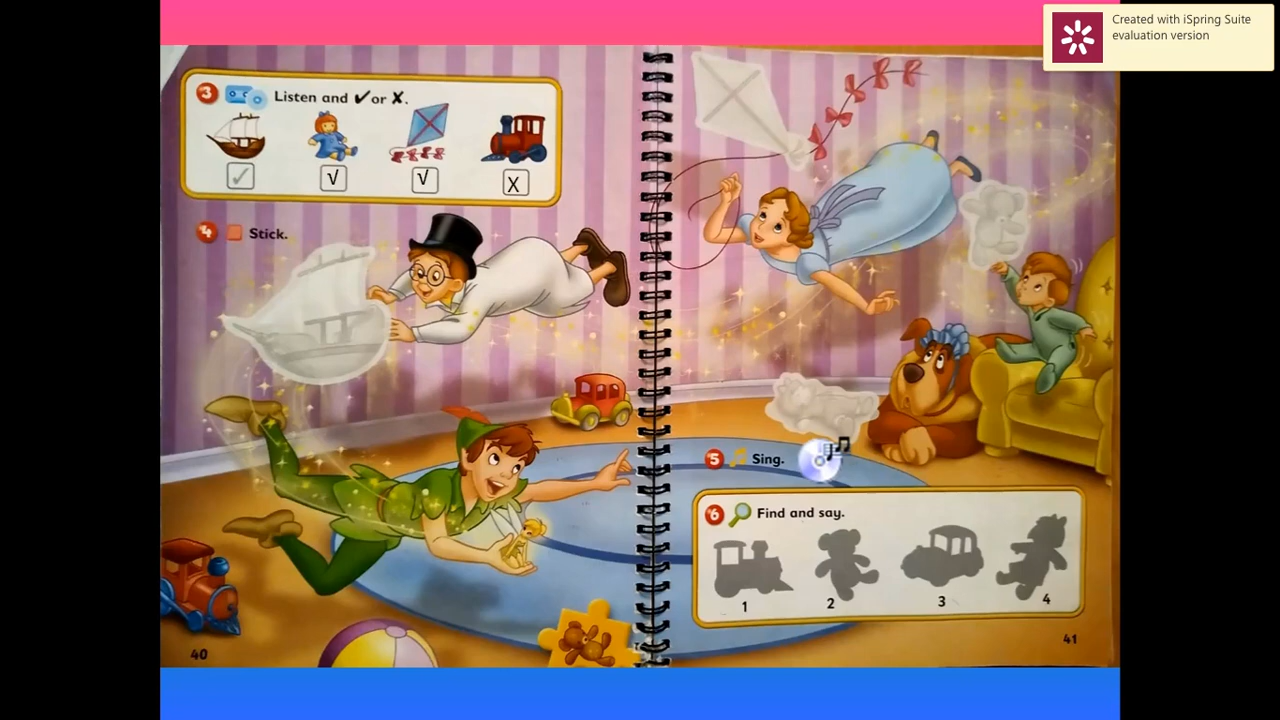 Created with iSpring Suite
evaluation version
3 Listen and ✓ or ✗.
√ √ X
4 Stick.
5 Sing.
6 Find and say.
1 2 3 4
40
41